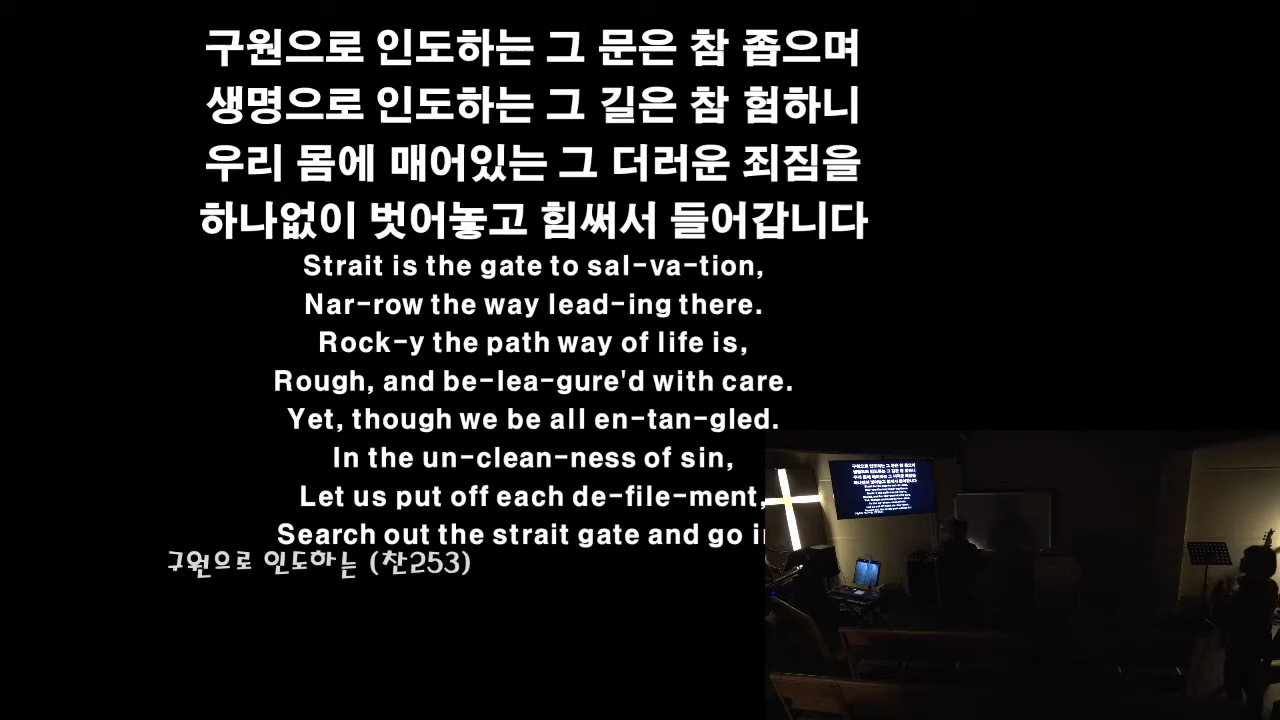 구원으로 인도하는 그 문은 참 좁으며
생명으로 인도하는 그 길은 참 험하니
우리 몸에 매어있는 그 더러운 죄짐을
하나없이 벗어놓고 힘써서 들어갑니다
Strait is the gate to sal-va-tion,
Nar-row the way lead-ing there.
Rock-y the path way of life is,
Rough, and be-lea-gure'd with care.
Yet, though we be all en-tan-gled.
In the un-clean-ness of sin,
Let us put off each de-file-ment,
Search out the strait gate and go
구원으로 인도하는 (찬253)